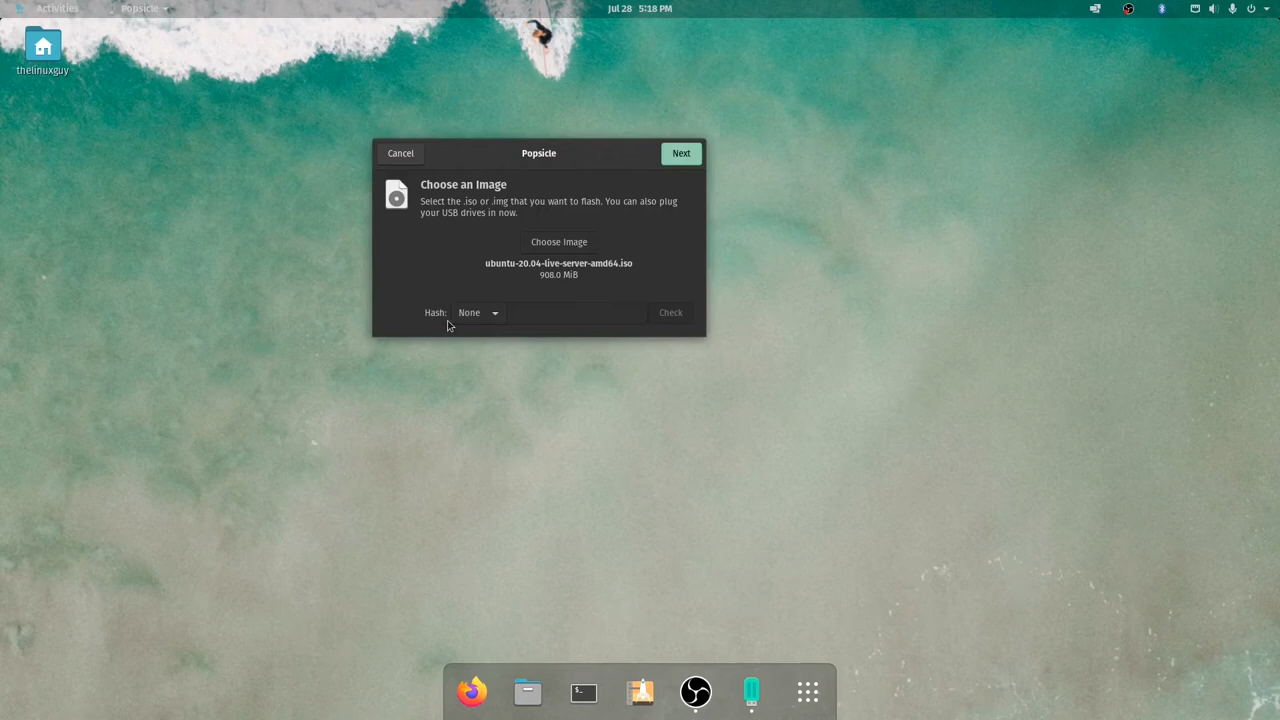 Activities Popsicle Jul 28 5:18 PM
thelinuxguy
Cancel Popsicle Next
Choose an Image
Select the .iso or .img that you want to flash. You can also plug
your USB drives in now.
Choose Image
ubuntu-20.04-live-server-amd64.iso
908.0 MiB
Hash: None Check
$_